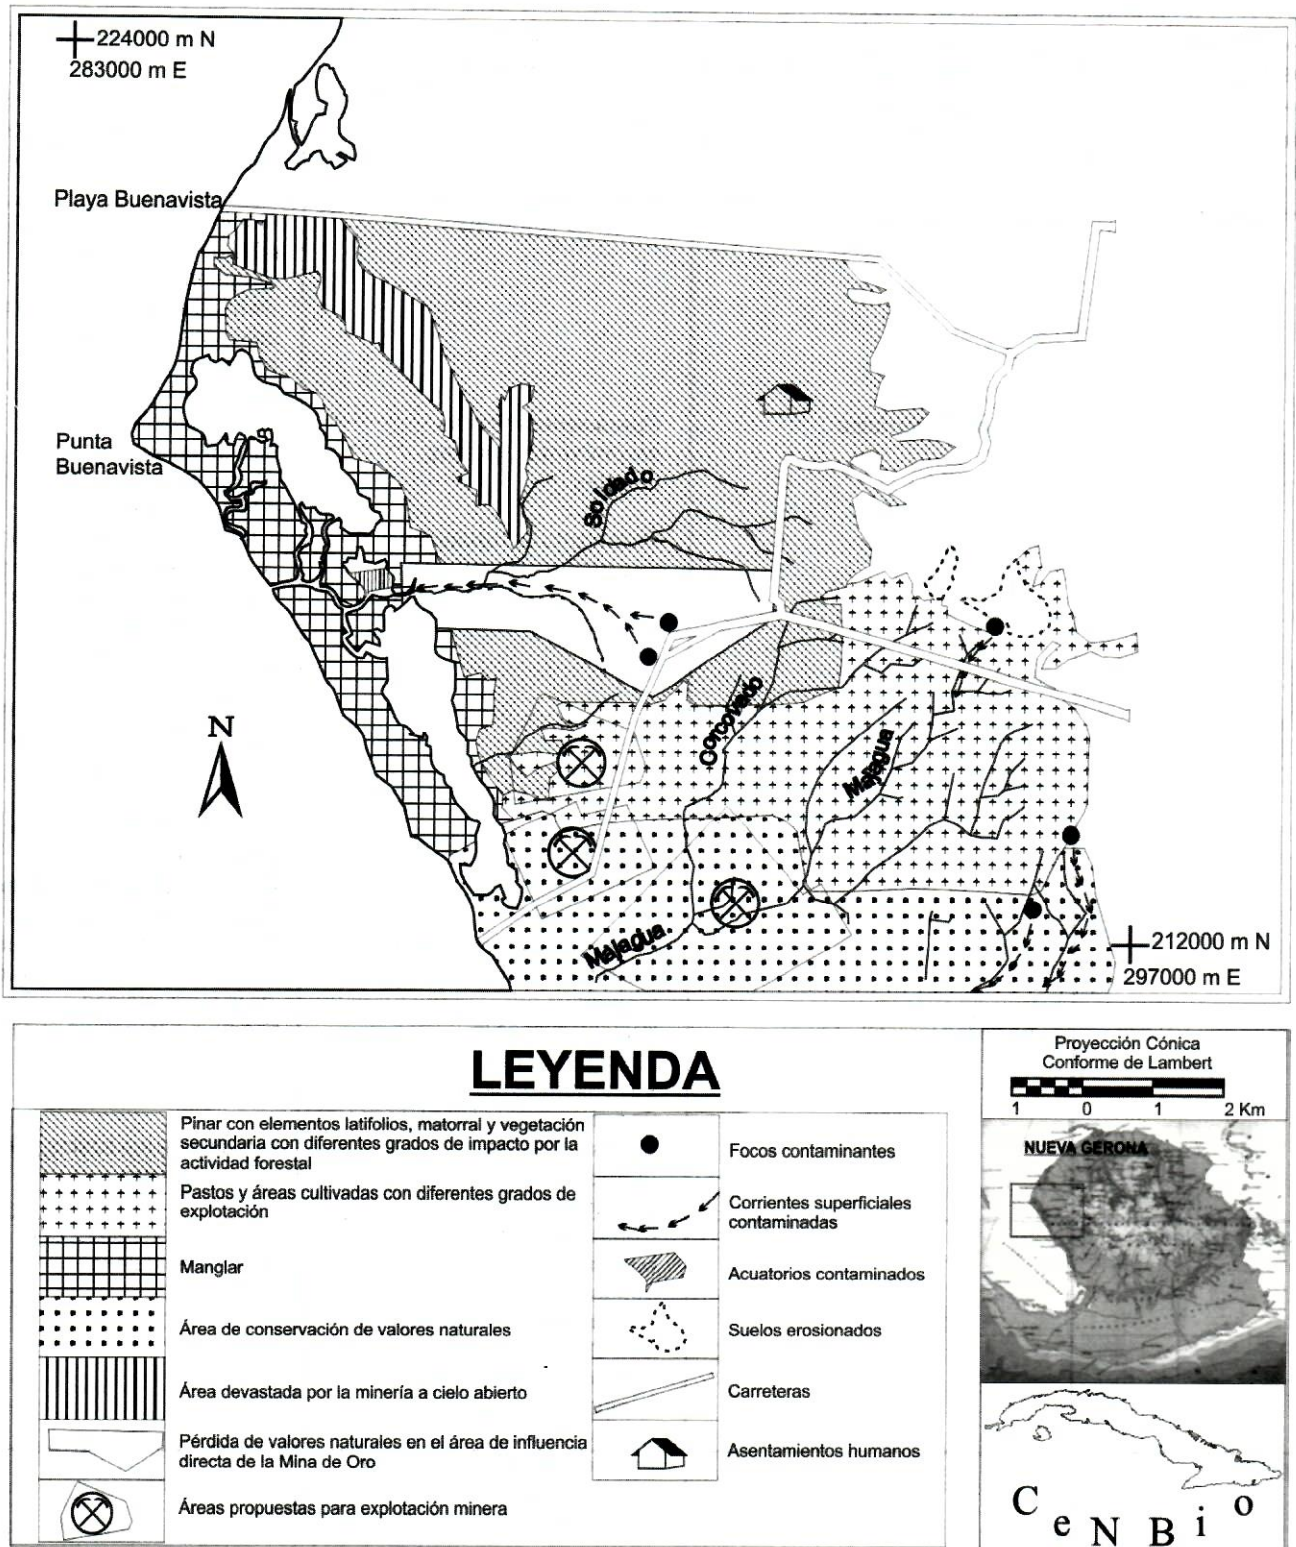 224000 m N
283000 m E
Playa Buenavista
Punta
Buenavista
Soldado
N
Corcovado
Majagua
Majagua
212000 m N
297000 m E
LEYENDA
Pinar con elementos latifolios, matorral y vegetación
secundaria con diferentes grados de impacto por la
actividad forestal
Pastos y áreas cultivadas con diferentes grados de
explotación
Manglar
Área de conservación de valores naturales
Área devastada por la minería a cielo abierto
Pérdida de valores naturales en el área de influencia
directa de la Mina de Oro
Áreas propuestas para explotación minera
Focos contaminantes
Corrientes superficiales
contaminadas
Acuatorios contaminados
Suelos erosionados
Carreteras
Asentamientos humanos
Proyección Cónica
Conforme de Lambert
1 0 1 2 Km
NUEVA GERONA
CeNBio